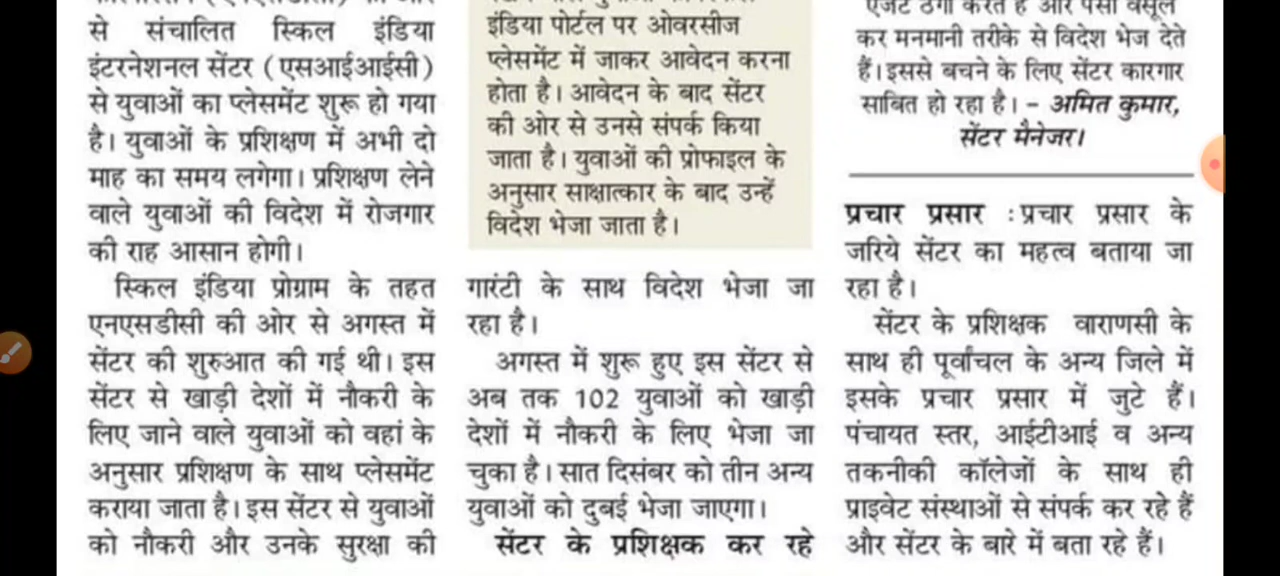 से संचालित स्किल इंडिया
इंटरनेशनल सेंटर (एसआईआईसी)
से युवाओं का प्लेसमेंट शुरू हो गया
है। युवाओं के प्रशिक्षण में अभी दो
माह का समय लगेगा। प्रशिक्षण लेने
वाले युवाओं की विदेश में रोजगार
की राह आसान होगी।
स्किल इंडिया प्रोग्राम के तहत
एनएसडीसी की ओर से अगस्त में
सेंटर की शुरुआत की गई थी। इस
सेंटर से खाड़ी देशों में नौकरी के
लिए जाने वाले युवाओं को वहां के
अनुसार प्रशिक्षण के साथ प्लेसमेंट
कराया जाता है। इस सेंटर से युवाओं
को नौकरी और उनके सुरक्षा की
इंडिया पोर्टल पर ओवरसीज
प्लेसमेंट में जाकर आवेदन करना
होता है। आवेदन के बाद सेंटर
की ओर से उनसे संपर्क किया
जाता है। युवाओं की प्रोफाइल के
अनुसार साक्षात्कार के बाद उन्हें
विदेश भेजा जाता है।
गारंटी के साथ विदेश भेजा जा
रहा है।
अगस्त में शुरू हुए इस सेंटर से
अब तक 102 युवाओं को खाड़ी
देशों में नौकरी के लिए भेजा जा
चुका है। सात दिसंबर को तीन अन्य
युवाओं को दुबई भेजा जाएगा।
सेंटर के प्रशिक्षक कर रहे
एजेंट ठगी करते हैं और पैसा वसूल
कर मनमानी तरीके से विदेश भेज देते
हैं। इससे बचने के लिए सेंटर कारगार
साबित हो रहा है। - अमित कुमार,
सेंटर मैनेजर।
प्रचार प्रसार : प्रचार प्रसार के
जरिये सेंटर का महत्व बताया जा
रहा है।
सेंटर के प्रशिक्षक वाराणसी के
साथ ही पूर्वांचल के अन्य जिले में
इसके प्रचार प्रसार में जुटे हैं।
पंचायत स्तर, आईटीआई व अन्य
तकनीकी कॉलेजों के साथ ही
प्राइवेट संस्थाओं से संपर्क कर रहे हैं
और सेंटर के बारे में बता रहे हैं।